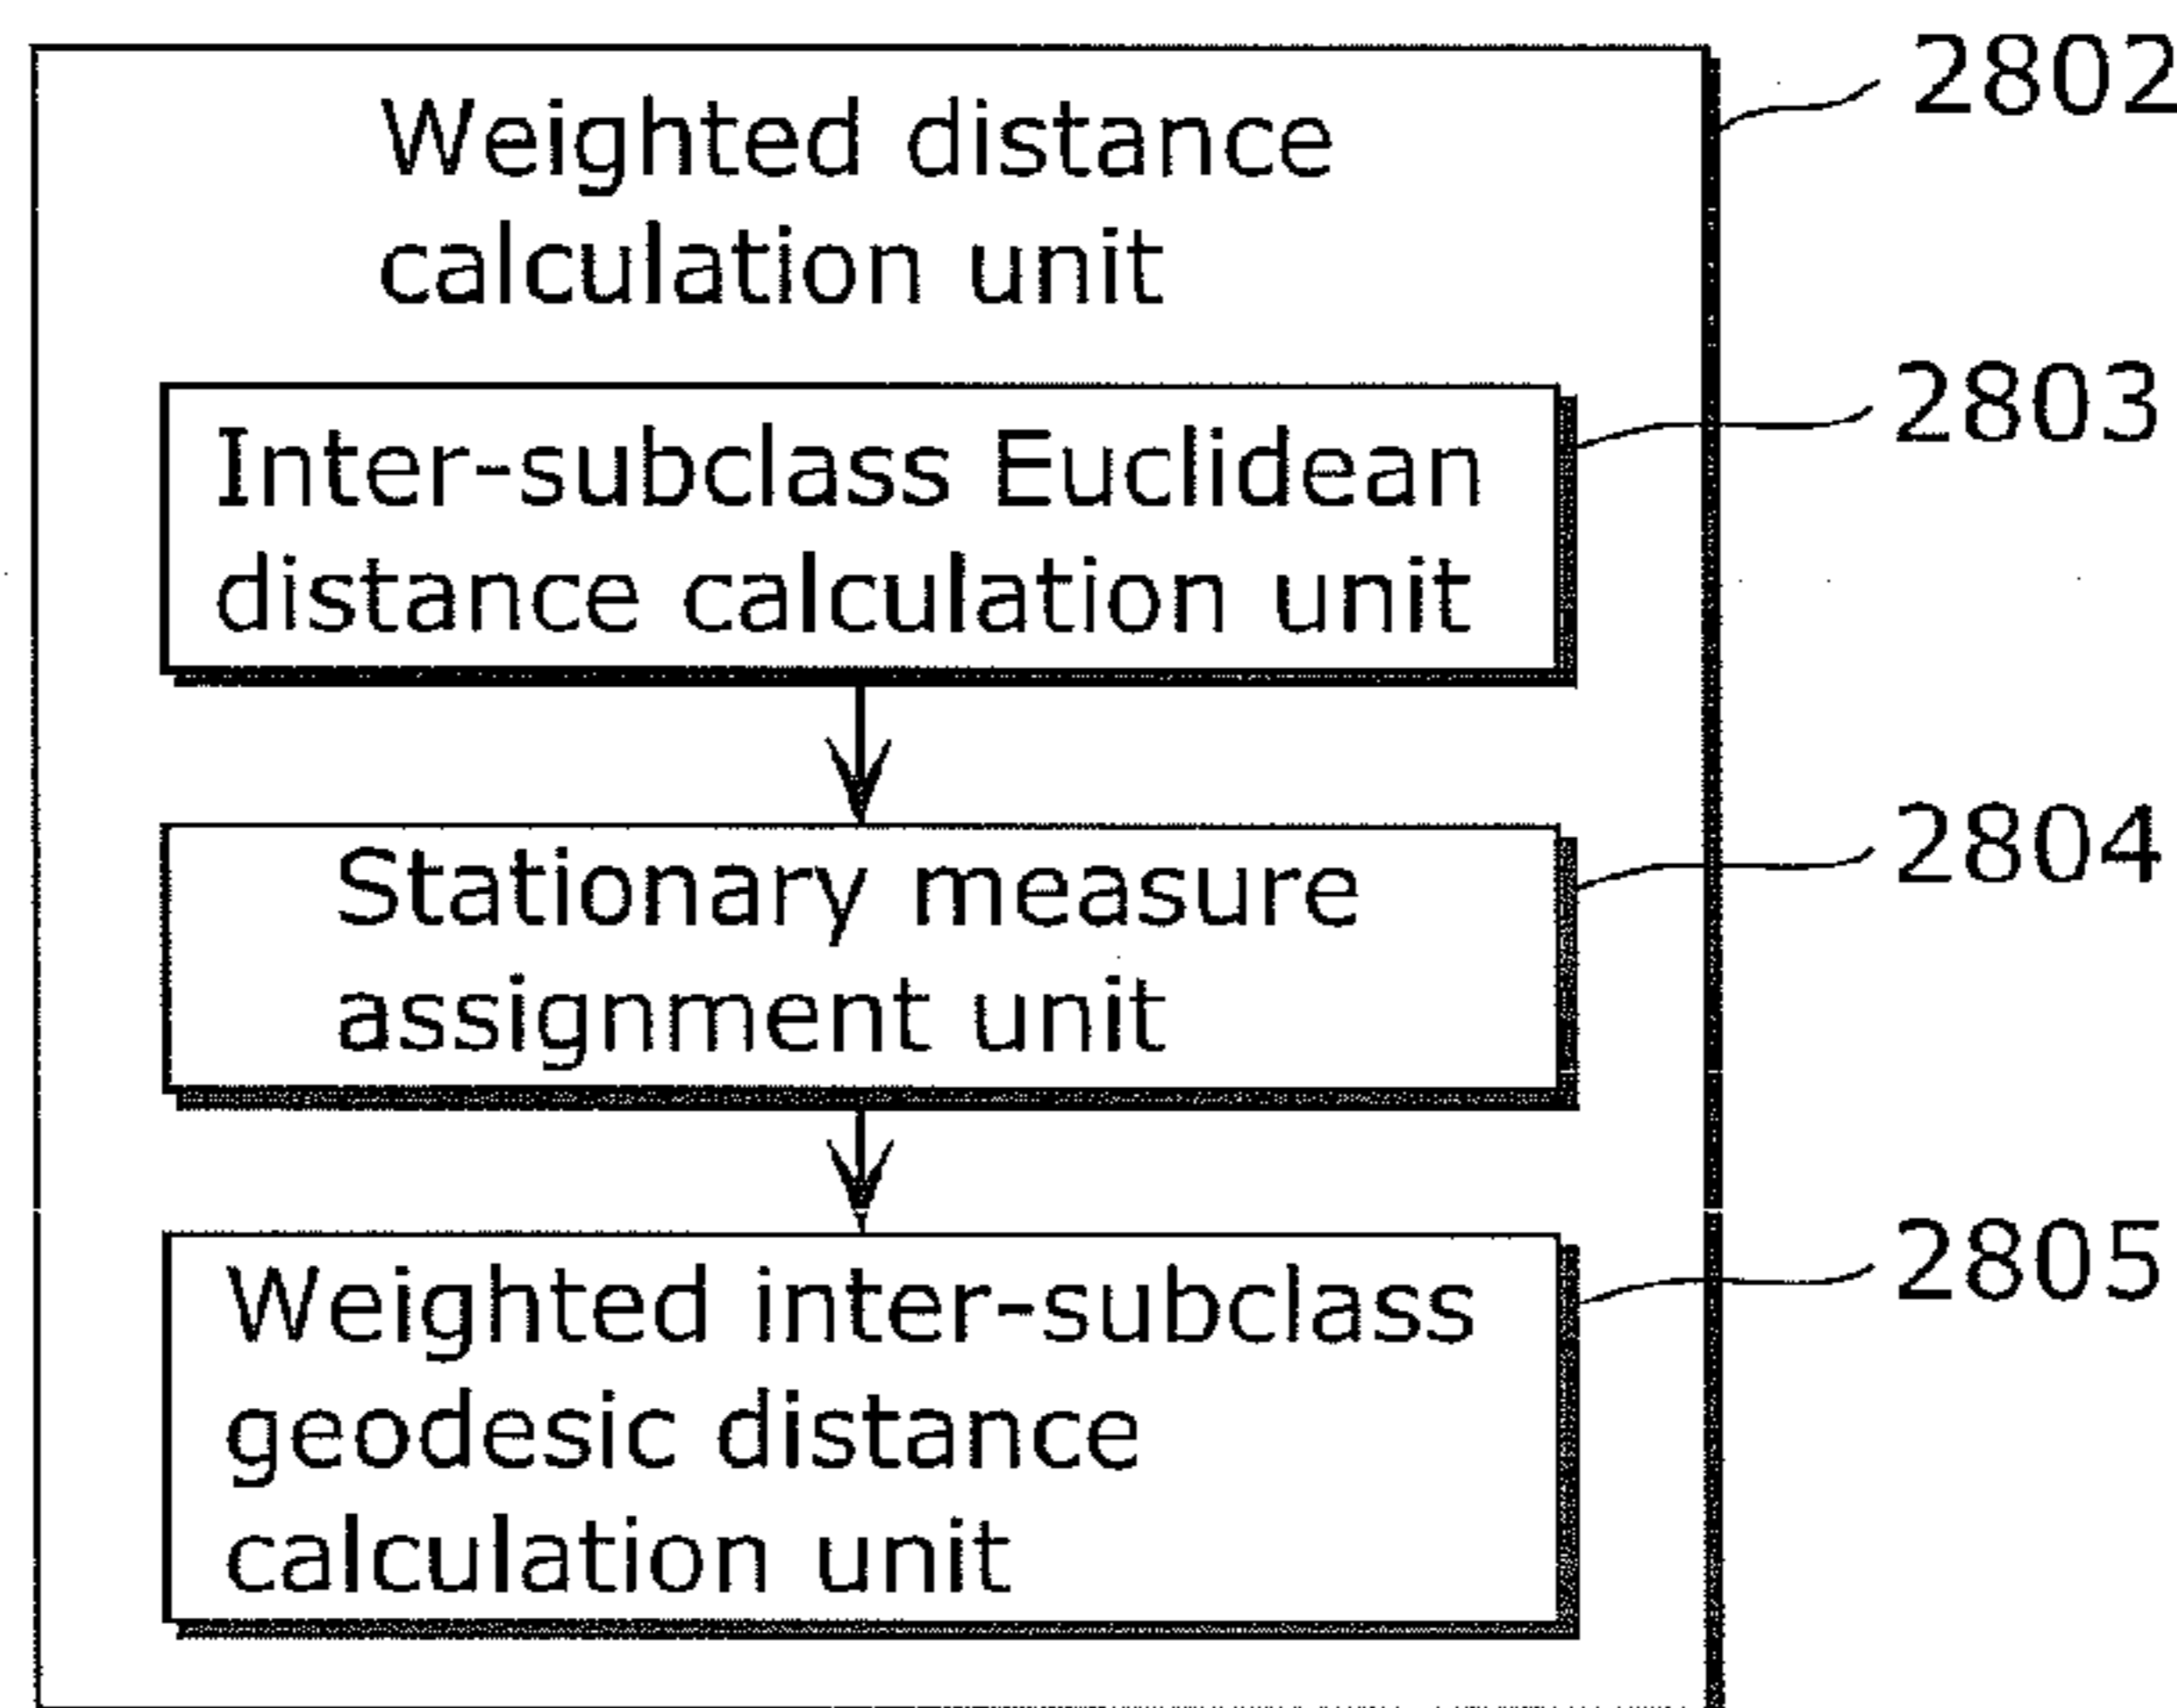 2802
Weighted distance
calculation unit
2803
Inter-subclass Euclidean
distance calculation unit
2804
Stationary measure
assignment unit
2805
Weighted inter-subclass
geodesic distance
calculation unit